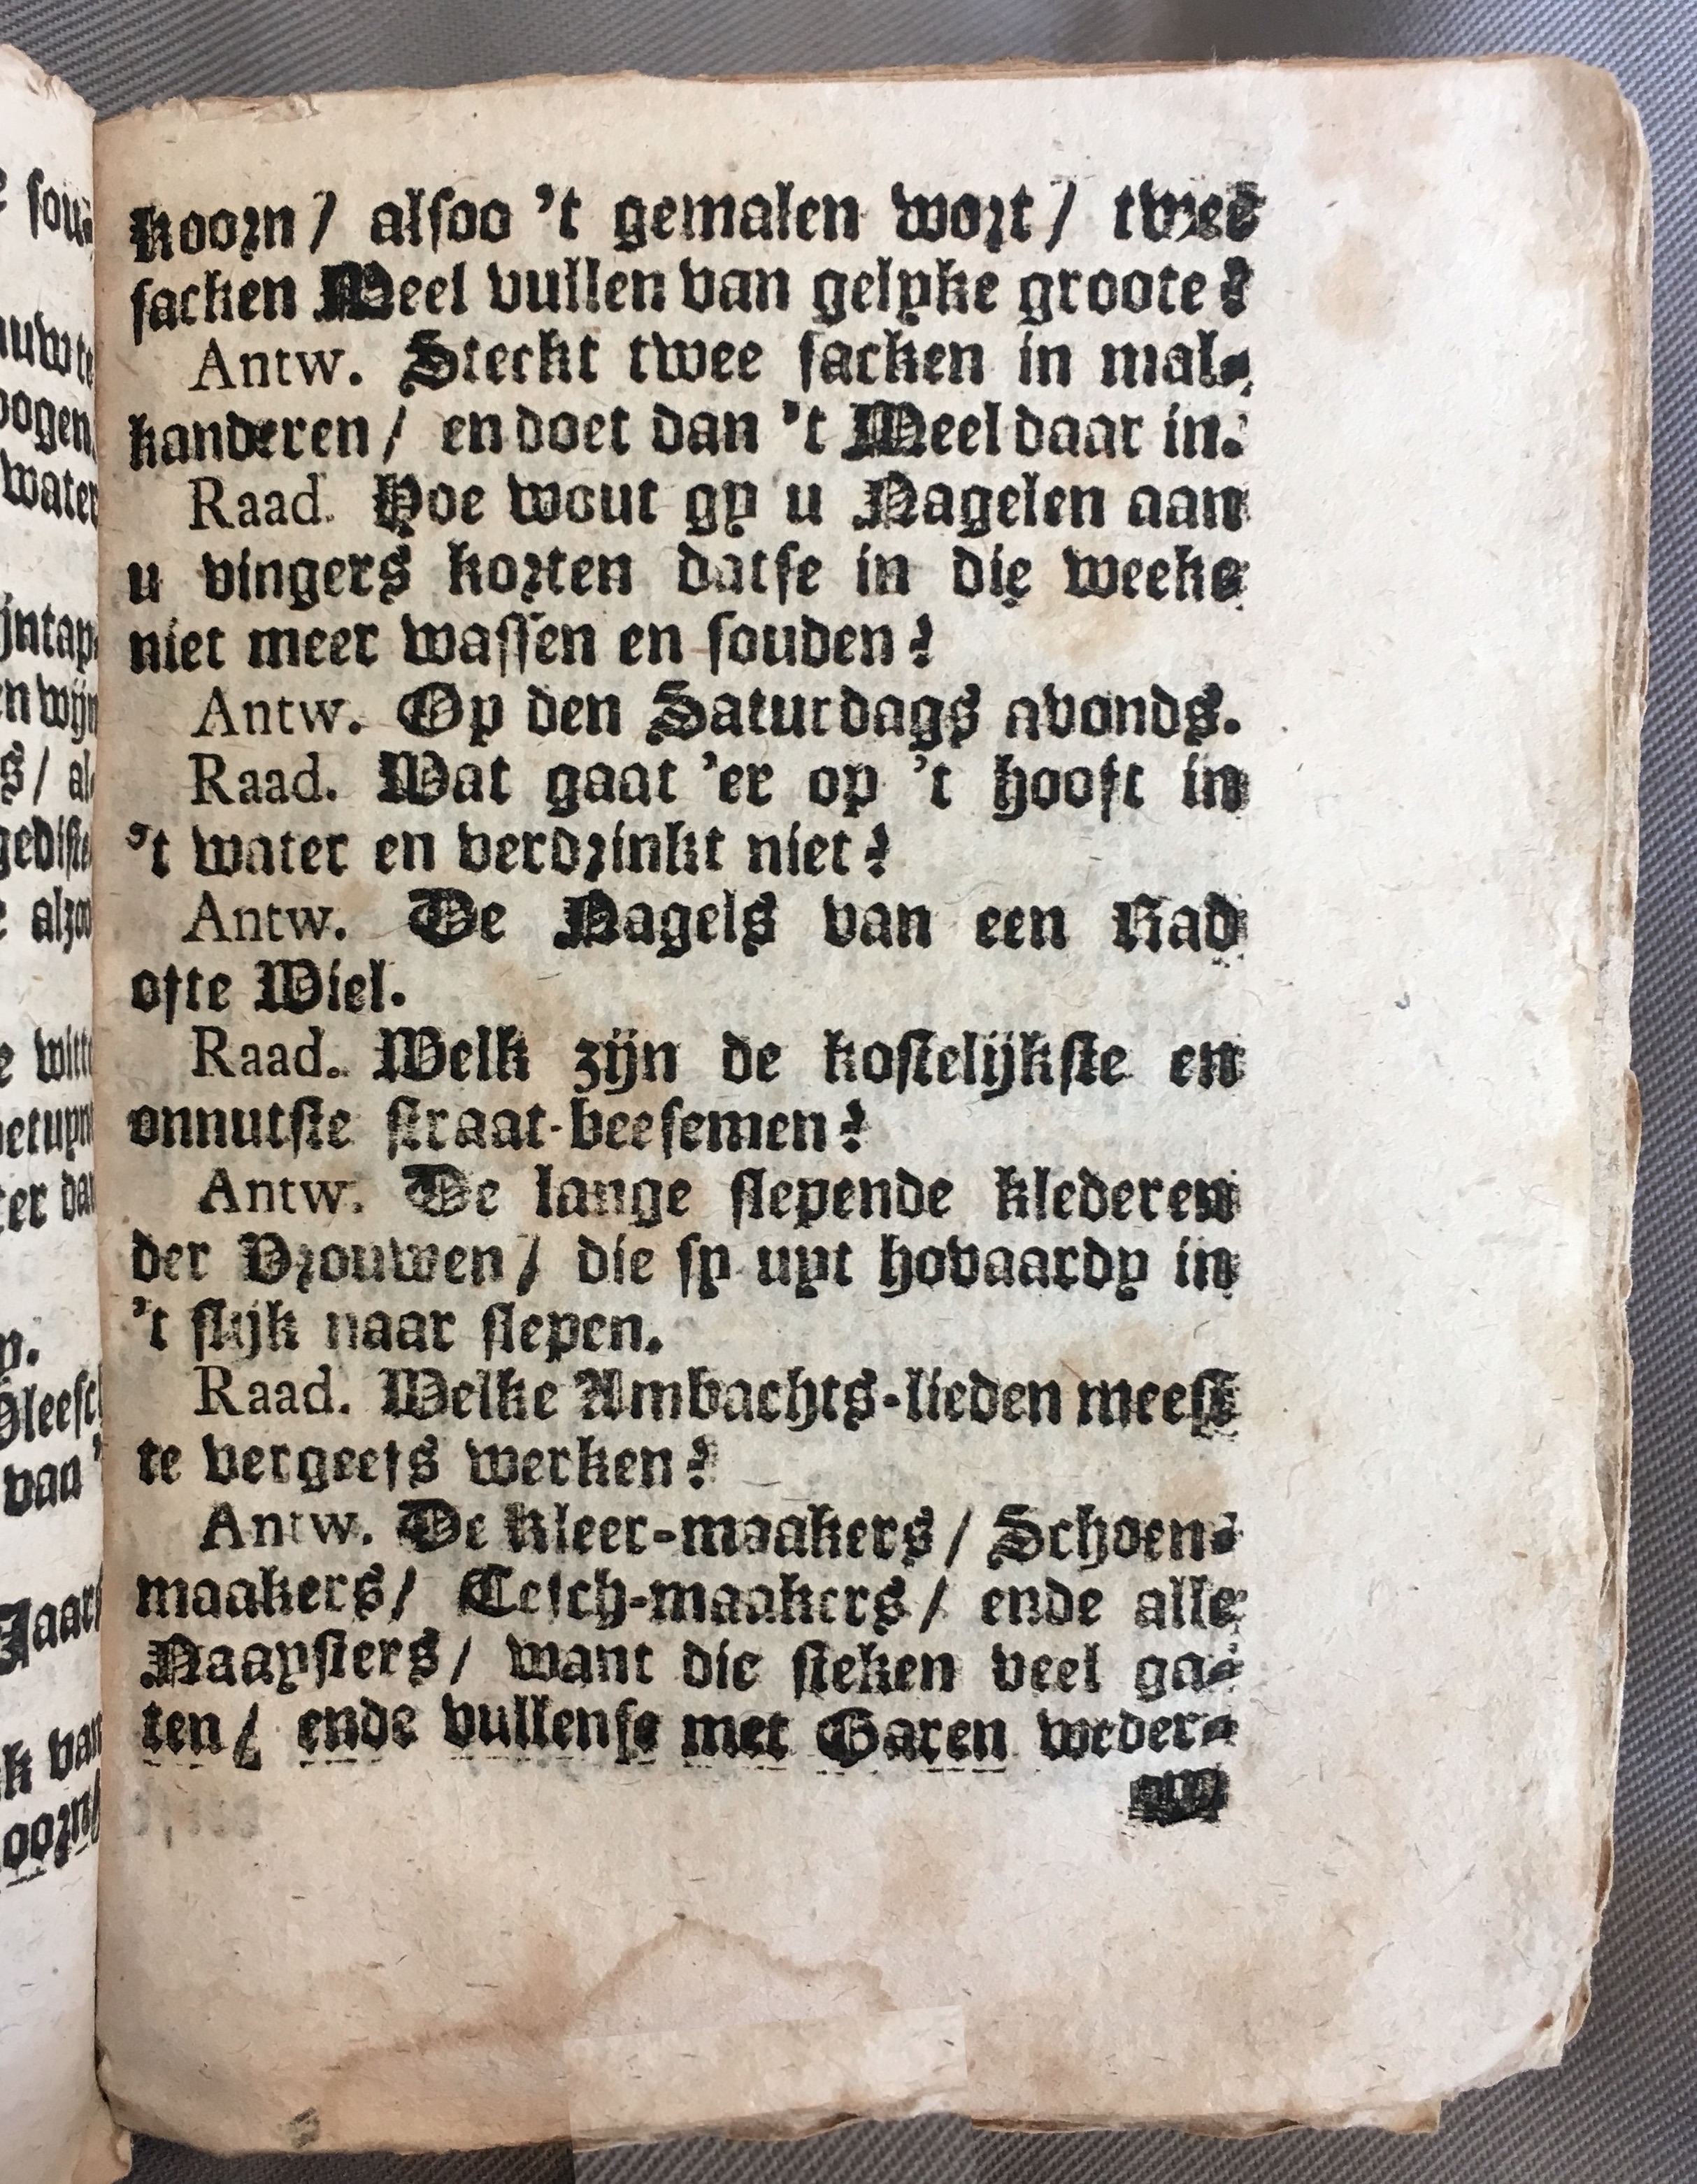 Koorn / alsoo 't gemalen wort / twee
sacken Meel vullen van gelyke groote?
Antw. Steckt twee sacken in mal-
kanderen / en doet dan 't Meel daar in.
Raad. Hoe wout gy u Nagelen aan
u vingers korten datse in die weeke
niet meer wassen en souden?
Antw. Op den Saturdags avonds.
Raad. Wat gaat 'er op 't hooft in
't water en verdrinkt niet?
Antw. De Nagels van een Rad
ofte Wiel.
Raad. Welk zijn de kostelijkste en
onnutste straat-beesemen?
Antw. De lange slepende klederen
der Vrouwen / die sy uyt hovaardy in
't slijk naar slepen.
Raad. Welke Ambachts-lieden meest
te vergeefs werken?
Antw. De Kleer-maakers / Schoen-
maakers / Tesch-maakers / ende alle
Naaysters / want die steken veel ga-
ten / ende vullense met Garen weder-